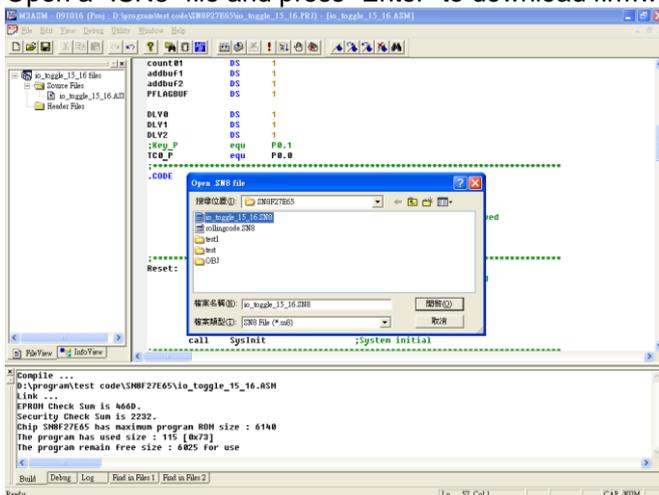 Open a "SN8" file and press "Enter" to download firm
M2ASM - 091016 (Proj : D:\program\test code\SN8F27E65\io_toggle_15_16.PRJ) - [io_toggle_15_16.ASM]
File Edit View Debug Utility Window Help
io_toggle_15_16 files
Source Files
io_toggle_15_16.AS
Header Files
count01 DS 1
addbuf1 DS 1
addbuf2 DS 1
PFLAGBUF DS 1
DLY0 DS 1
DLY1 DS 1
DLY2 DS 1
;Key_P equ P0.1
TC0_P equ P0.0
.CODE
Open .SN8 file
搜尋位置(I): SN8F27E65
io_toggle_15_16.SN8
rollingcode.SN8
test1
test
OBJ
ved
Reset:
檔案名稱(N): io_toggle_15_16.SN8 開啟(O)
檔案類型(T): SN8 File (*.sn8) 取消
call SysInit ;System initial
FileView InfoView
Compile ...
D:\program\test code\SN8F27E65\io_toggle_15_16.ASM
Link ...
EPROM Check Sum is 466D.
Security Check Sum is 2232.
Chip SN8F27E65 has maximum program ROM size : 6140
The program has used size : 115 [0x73]
The program remain free size : 6025 for use
Build Debug Log Find in Files 1 Find in Files 2
Ready Ln 57, Col 1 CAP NUM